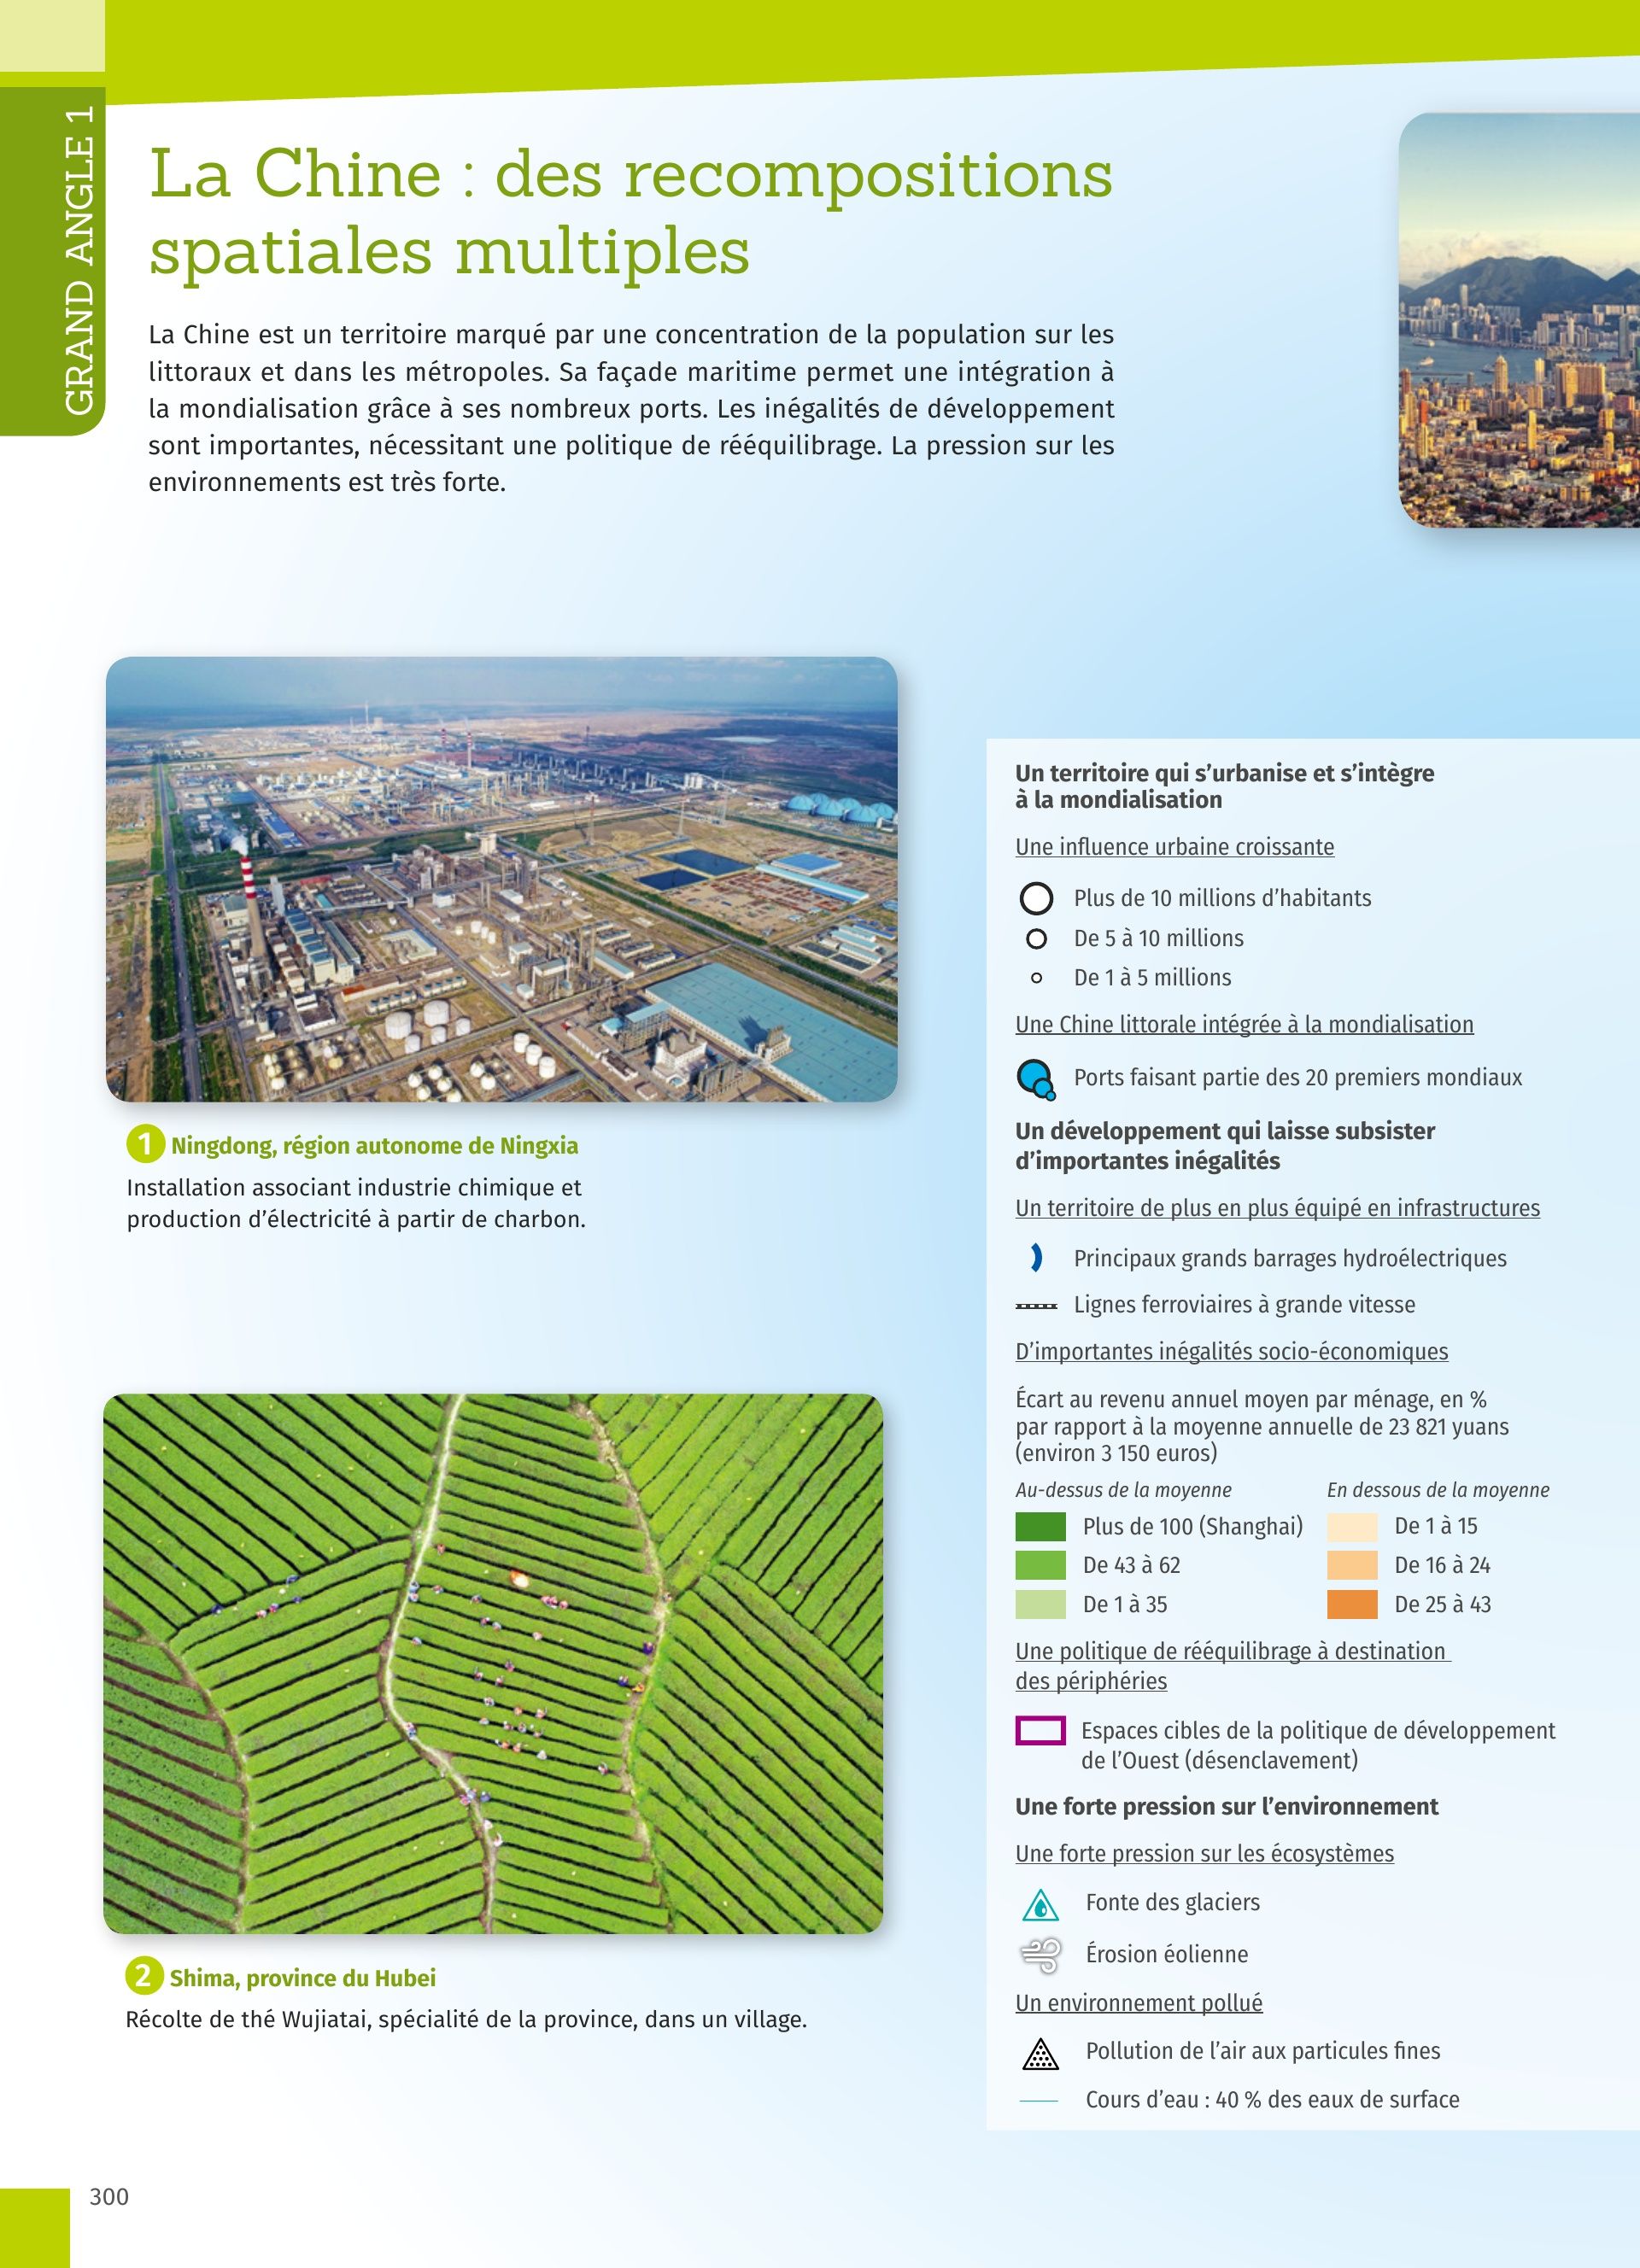 GRAND ANGLE 1
La Chine : des recompositions
spatiales multiples
La Chine est un territoire marqué par une concentration de la population sur les
littoraux et dans les métropoles. Sa façade maritime permet une intégration à
la mondialisation grâce à ses nombreux ports. Les inégalités de développement
sont importantes, nécessitant une politique de rééquilibrage. La pression sur les
environnements est très forte.
1 Ningdong, région autonome de Ningxia
Installation associant industrie chimique et
production d'électricité à partir de charbon.
2 Shima, province du Hubei
Récolte de thé Wujiatai, spécialité de la province, dans un village.
Un territoire qui s'urbanise et s'intègre
à la mondialisation
Une influence urbaine croissante
Plus de 10 millions d'habitants
De 5 à 10 millions
De 1 à 5 millions
Une Chine littorale intégrée à la mondialisation
Ports faisant partie des 20 premiers mondiaux
Un développement qui laisse subsister
d'importantes inégalités
Un territoire de plus en plus équipé en infrastructures
Principaux grands barrages hydroélectriques
Lignes ferroviaires à grande vitesse
D'importantes inégalités socio-économiques
Écart au revenu annuel moyen par ménage, en %
par rapport à la moyenne annuelle de 23 821 yuans
(environ 3 150 euros)
Au-dessus de la moyenne
Plus de 100 (Shanghai)
De 43 à 62
De 1 à 35
En dessous de la moyenne
De 1 à 15
De 16 à 24
De 25 à 43
Une politique de rééquilibrage à destination
des périphéries
Espaces cibles de la politique de développement
de l'Ouest (désenclavement)
Une forte pression sur l'environnement
Une forte pression sur les écosystèmes
Fonte des glaciers
Érosion éolienne
Un environnement pollué
Pollution de l'air aux particules fines
Cours d'eau : 40 % des eaux de surface
300